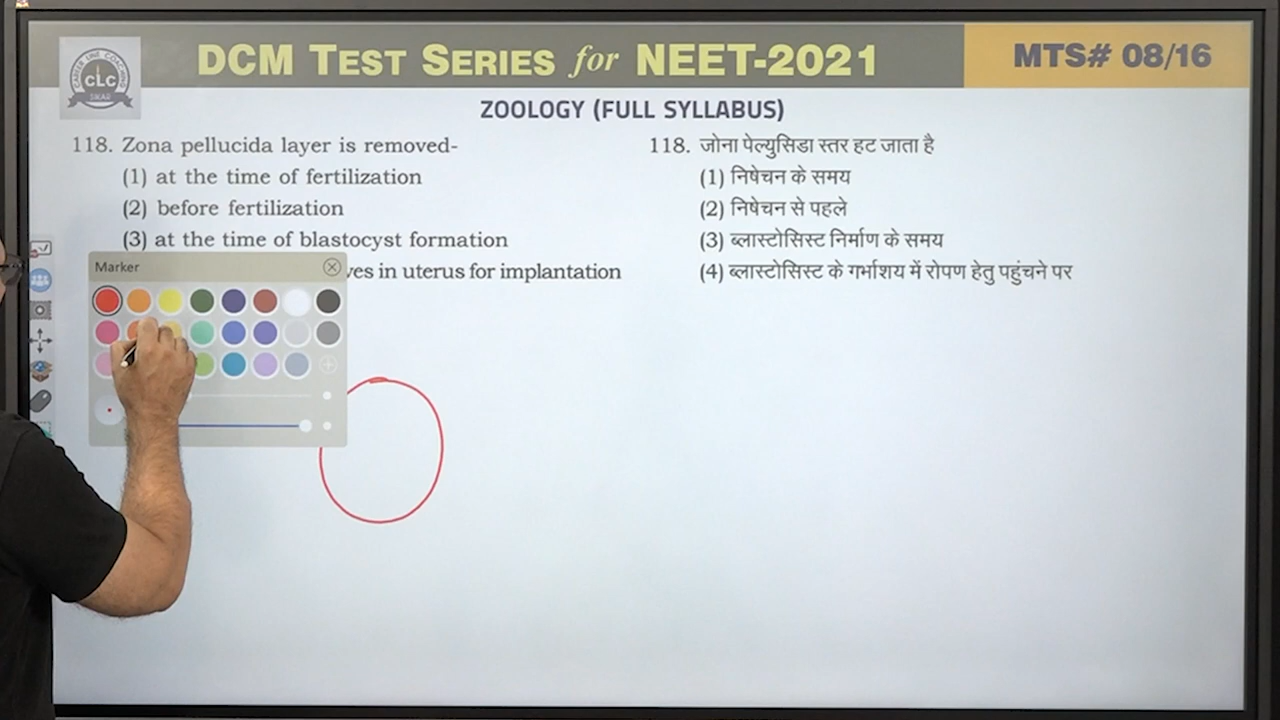 CLC
SIKAR
DCM TEST SERIES for NEET-2021
MTS# 08/16
ZOOLOGY (FULL SYLLABUS)
118. Zona pellucida layer is removed-
(1) at the time of fertilization
(2) before fertilization
(3) at the time of blastocyst formation
in uterus for implantation
118. जोना पेल्युसिडा स्तर हट जाता है
(1) निषेचन के समय
(2) निषेचन से पहले
(3) ब्लास्टोसिस्ट निर्माण के समय
(4) ब्लास्टोसिस्ट के गर्भाशय में रोपण हेतु पहुंचने पर
Marker